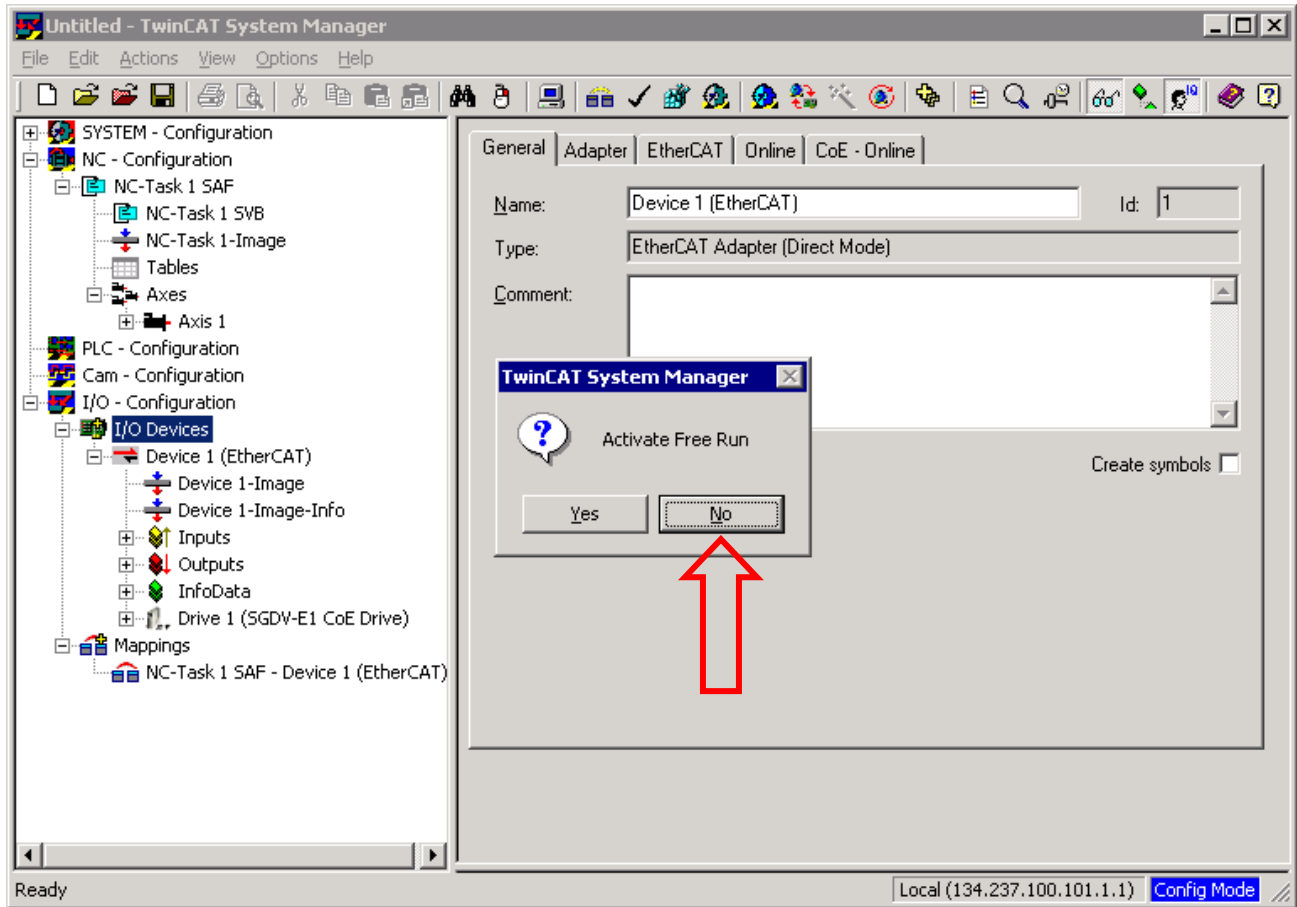 Untitled - TwinCAT System Manager
File Edit Actions View Options Help
SYSTEM - Configuration
NC - Configuration
NC-Task 1 SAF
NC-Task 1 SVB
NC-Task 1-Image
Tables
Axes
Axis 1
PLC - Configuration
Cam - Configuration
I/O - Configuration
I/O Devices
Device 1 (EtherCAT)
Device 1-Image
Device 1-Image-Info
Inputs
Outputs
InfoData
Drive 1 (SGDV-E1 CoE Drive)
Mappings
NC-Task 1 SAF - Device 1 (EtherCAT)
General Adapter EtherCAT Online CoE - Online
Name: Device 1 (EtherCAT) Id: 1
Type: EtherCAT Adapter (Direct Mode)
Comment:
TwinCAT System Manager
Activate Free Run
Yes No
Create symbols
Ready Local (134.237.100.101.1.1) Config Mode